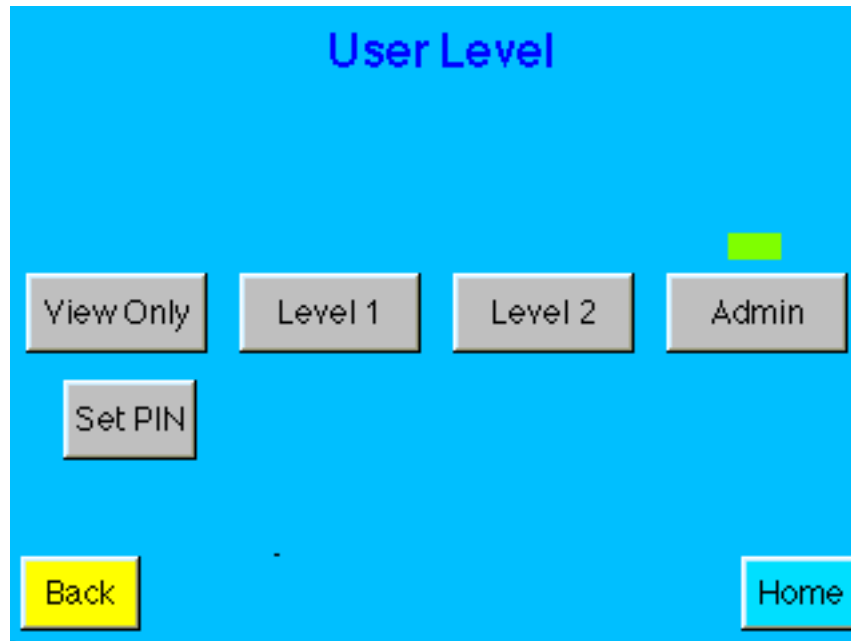 User Level
View Only
Level 1
Level 2
Admin
Set PIN
Back
Home